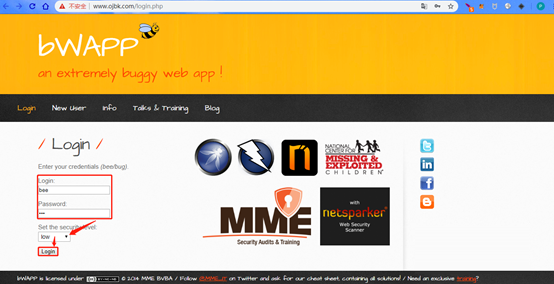 不安全 | www.ojbk.com/login.php
bWAPP
an extremely buggy web app !
Login New User Info Talks & Training Blog
/ Login /
Enter your credentials (bee/bug).
Login:
bee
Password:
•••
Set the security level:
low
Login
NATIONAL CENTER FOR
MISSING &
EXPLOITED
CHILDREN
MME
Security Audits & Training
with
netsparker
Web Security
Scanner
bWAPP is licensed under © 2014 MME BVBA / Follow @MME_IT on Twitter and ask for our cheat sheet, containing all solutions! / Need an exclusive training?